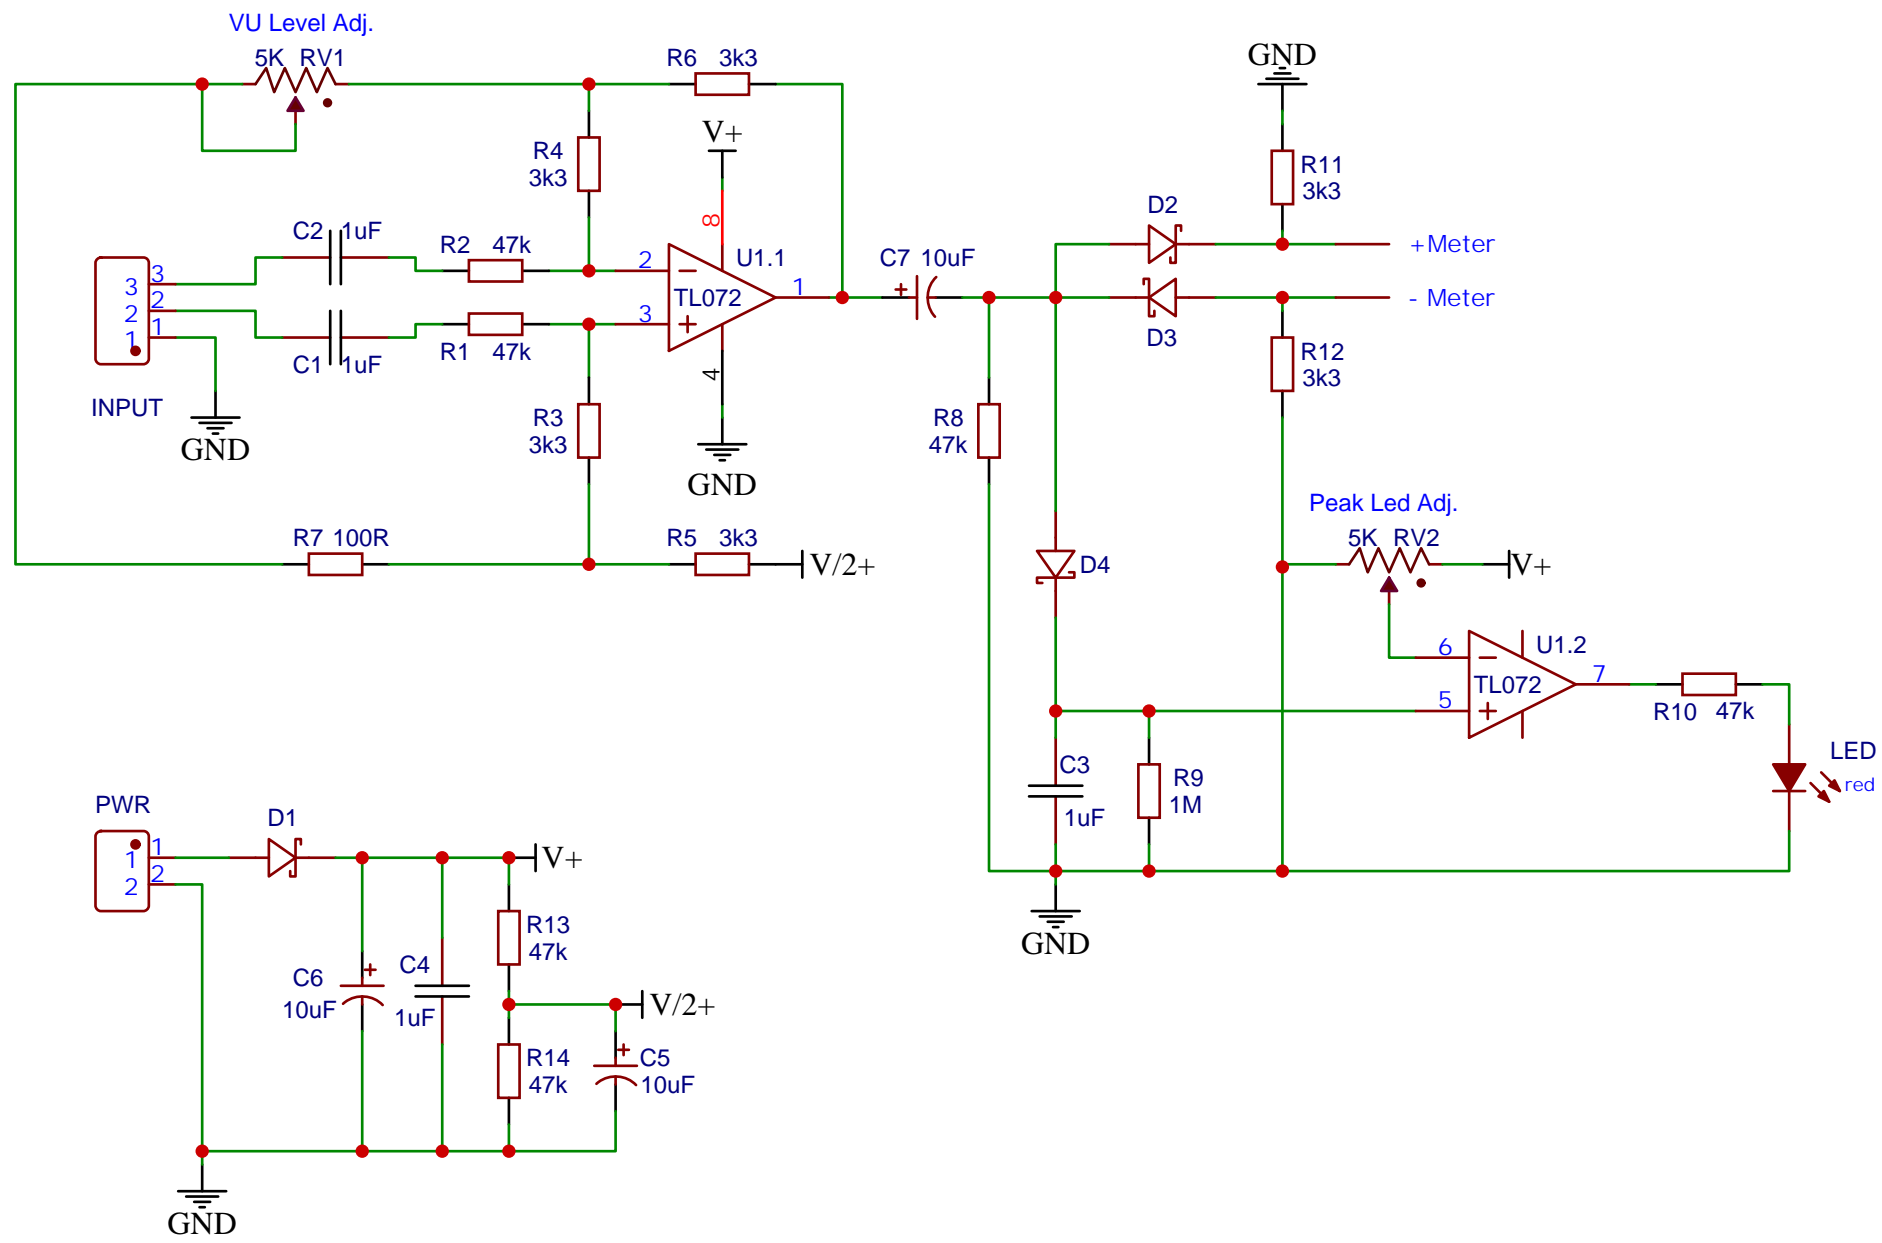 VU Level Adj.
5K RV1
R6 3k3
GND
V+
R4
3k3
R11
3k3
8
D2
C2 1uF
R2 47k
2
U1.1
TL072
1
C7 10uF
+Meter
- Meter
3 3
2 2
1 1
3
C1 1uF
R1 47k
4
D3
R12
3k3
INPUT
GND
R3
3k3
R8
47k
GND
Peak Led Adj.
R7 100R
R5 3k3
V/2+
D4
5K RV2
V+
6
U1.2
TL072
7
5
R10 47k
LED
red
C3
1uF
R9
1M
PWR
D1
1 1
2 2
V+
R13
47k
GND
C6
10uF
C4
1uF
V/2+
R14
47k
C5
10uF
GND